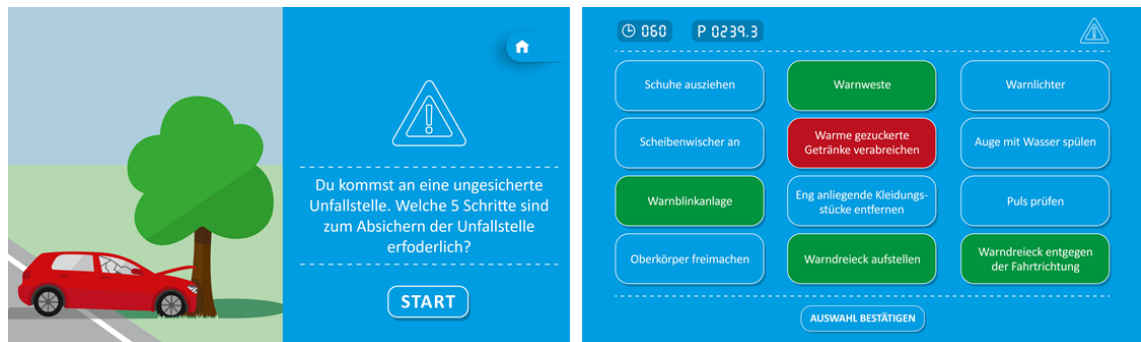 Du kommst an eine ungesicherte
Unfallstelle. Welche 5 Schritte sind
zum Absichern der Unfallstelle
erfoderlich?
START
060 P 0239.3
Schuhe ausziehen
Warnweste
Warnlichter
Scheibenwischer an
Warme gezuckerte
Getränke verabreichen
Auge mit Wasser spülen
Warnblinkanlage
Eng anliegende Kleidungs-
stücke entfernen
Puls prüfen
Oberkörper freimachen
Warndreieck aufstellen
Warndreieck entgegen
der Fahrtrichtung
AUSWAHL BESTÄTIGEN